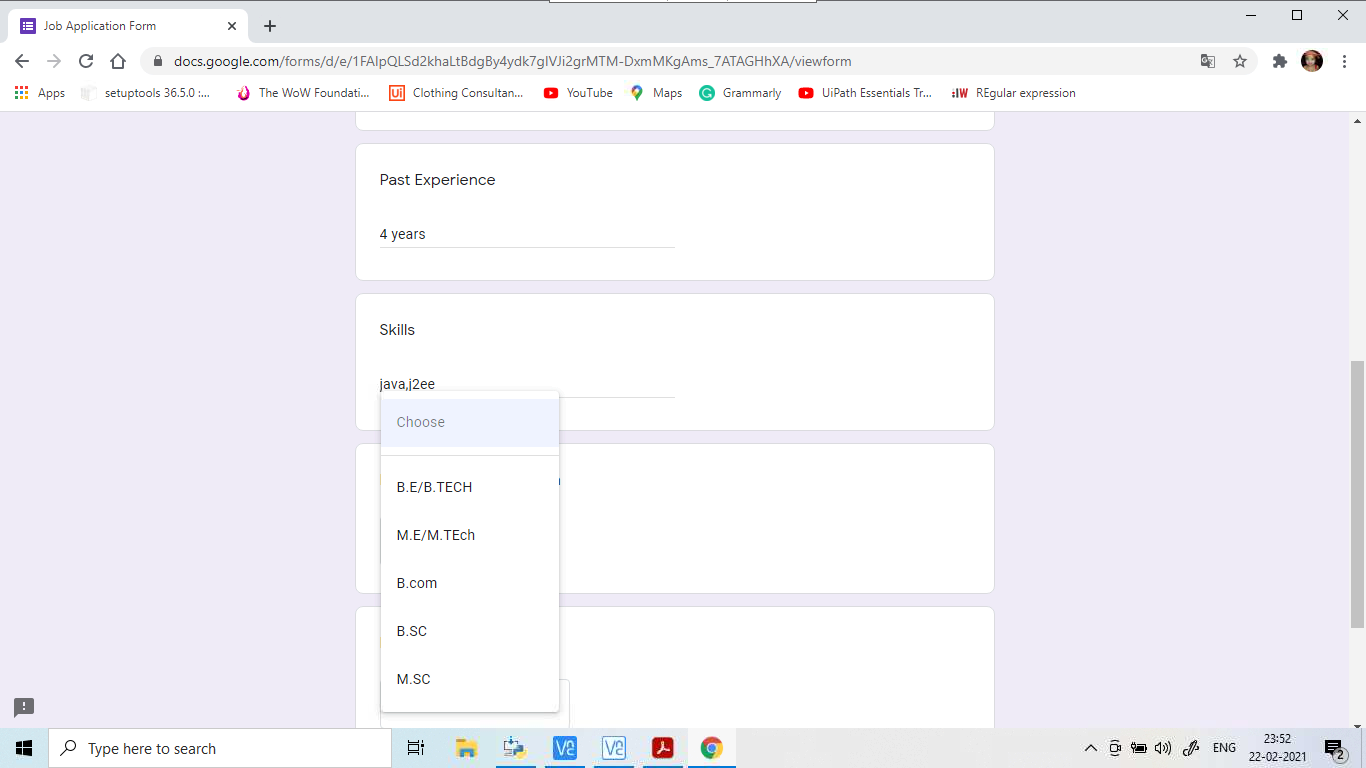 Job Application Form
docs.google.com/forms/d/e/1FAIpQLSd2khaLtBdgBy4ydk7gIVJi2grMTM-DxmMKgAms_7ATAGHhXA/viewform
Apps setuptools 36.5.0 :... The WoW Foundati... Clothing Consultan... YouTube Maps Grammarly UiPath Essentials Tr... REgular expression
Past Experience
4 years
Skills
java,j2ee
Choose
B.E/B.TECH
M.E/M.TEch
B.com
B.SC
M.SC
Type here to search
ENG
23:52
22-02-2021
2